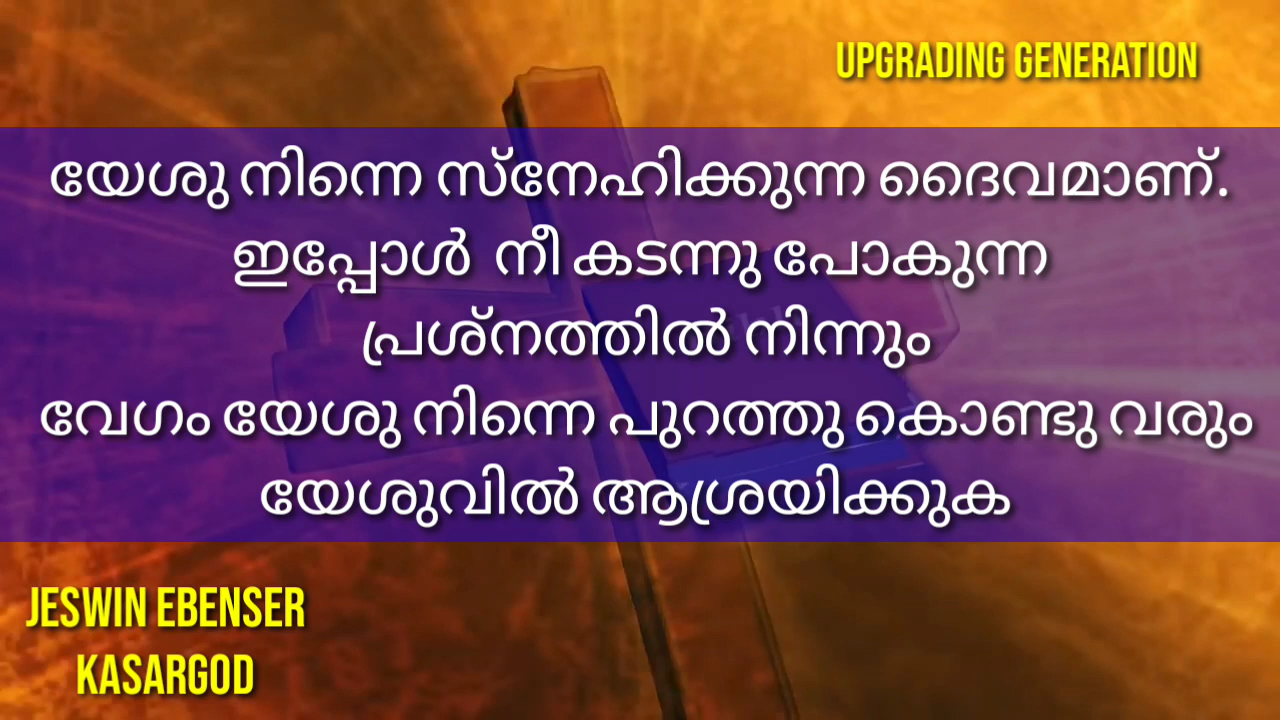 UPGRADING GENERATION
യേശു നിന്നെ സ്നേഹിക്കുന്ന ദൈവമാണ്.
ഇപ്പോൾ നീ കടന്നു പോകുന്ന
പ്രശ്നത്തിൽ നിന്നും
വേഗം യേശു നിന്നെ പുറത്തു കൊണ്ടു വരും
യേശുവിൽ ആശ്രയിക്കുക
JESWIN EBENSER
KASARGOD